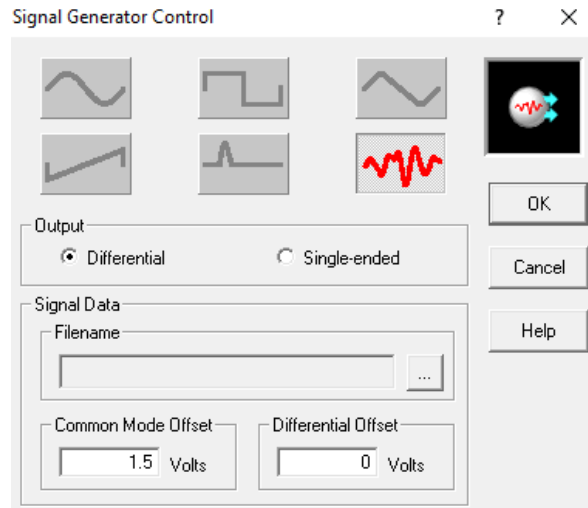 Signal Generator Control ?
OK
Output
Differential Single-ended
Cancel
Signal Data
Filename
...
Help
Common Mode Offset Differential Offset
1.5 Volts 0 Volts